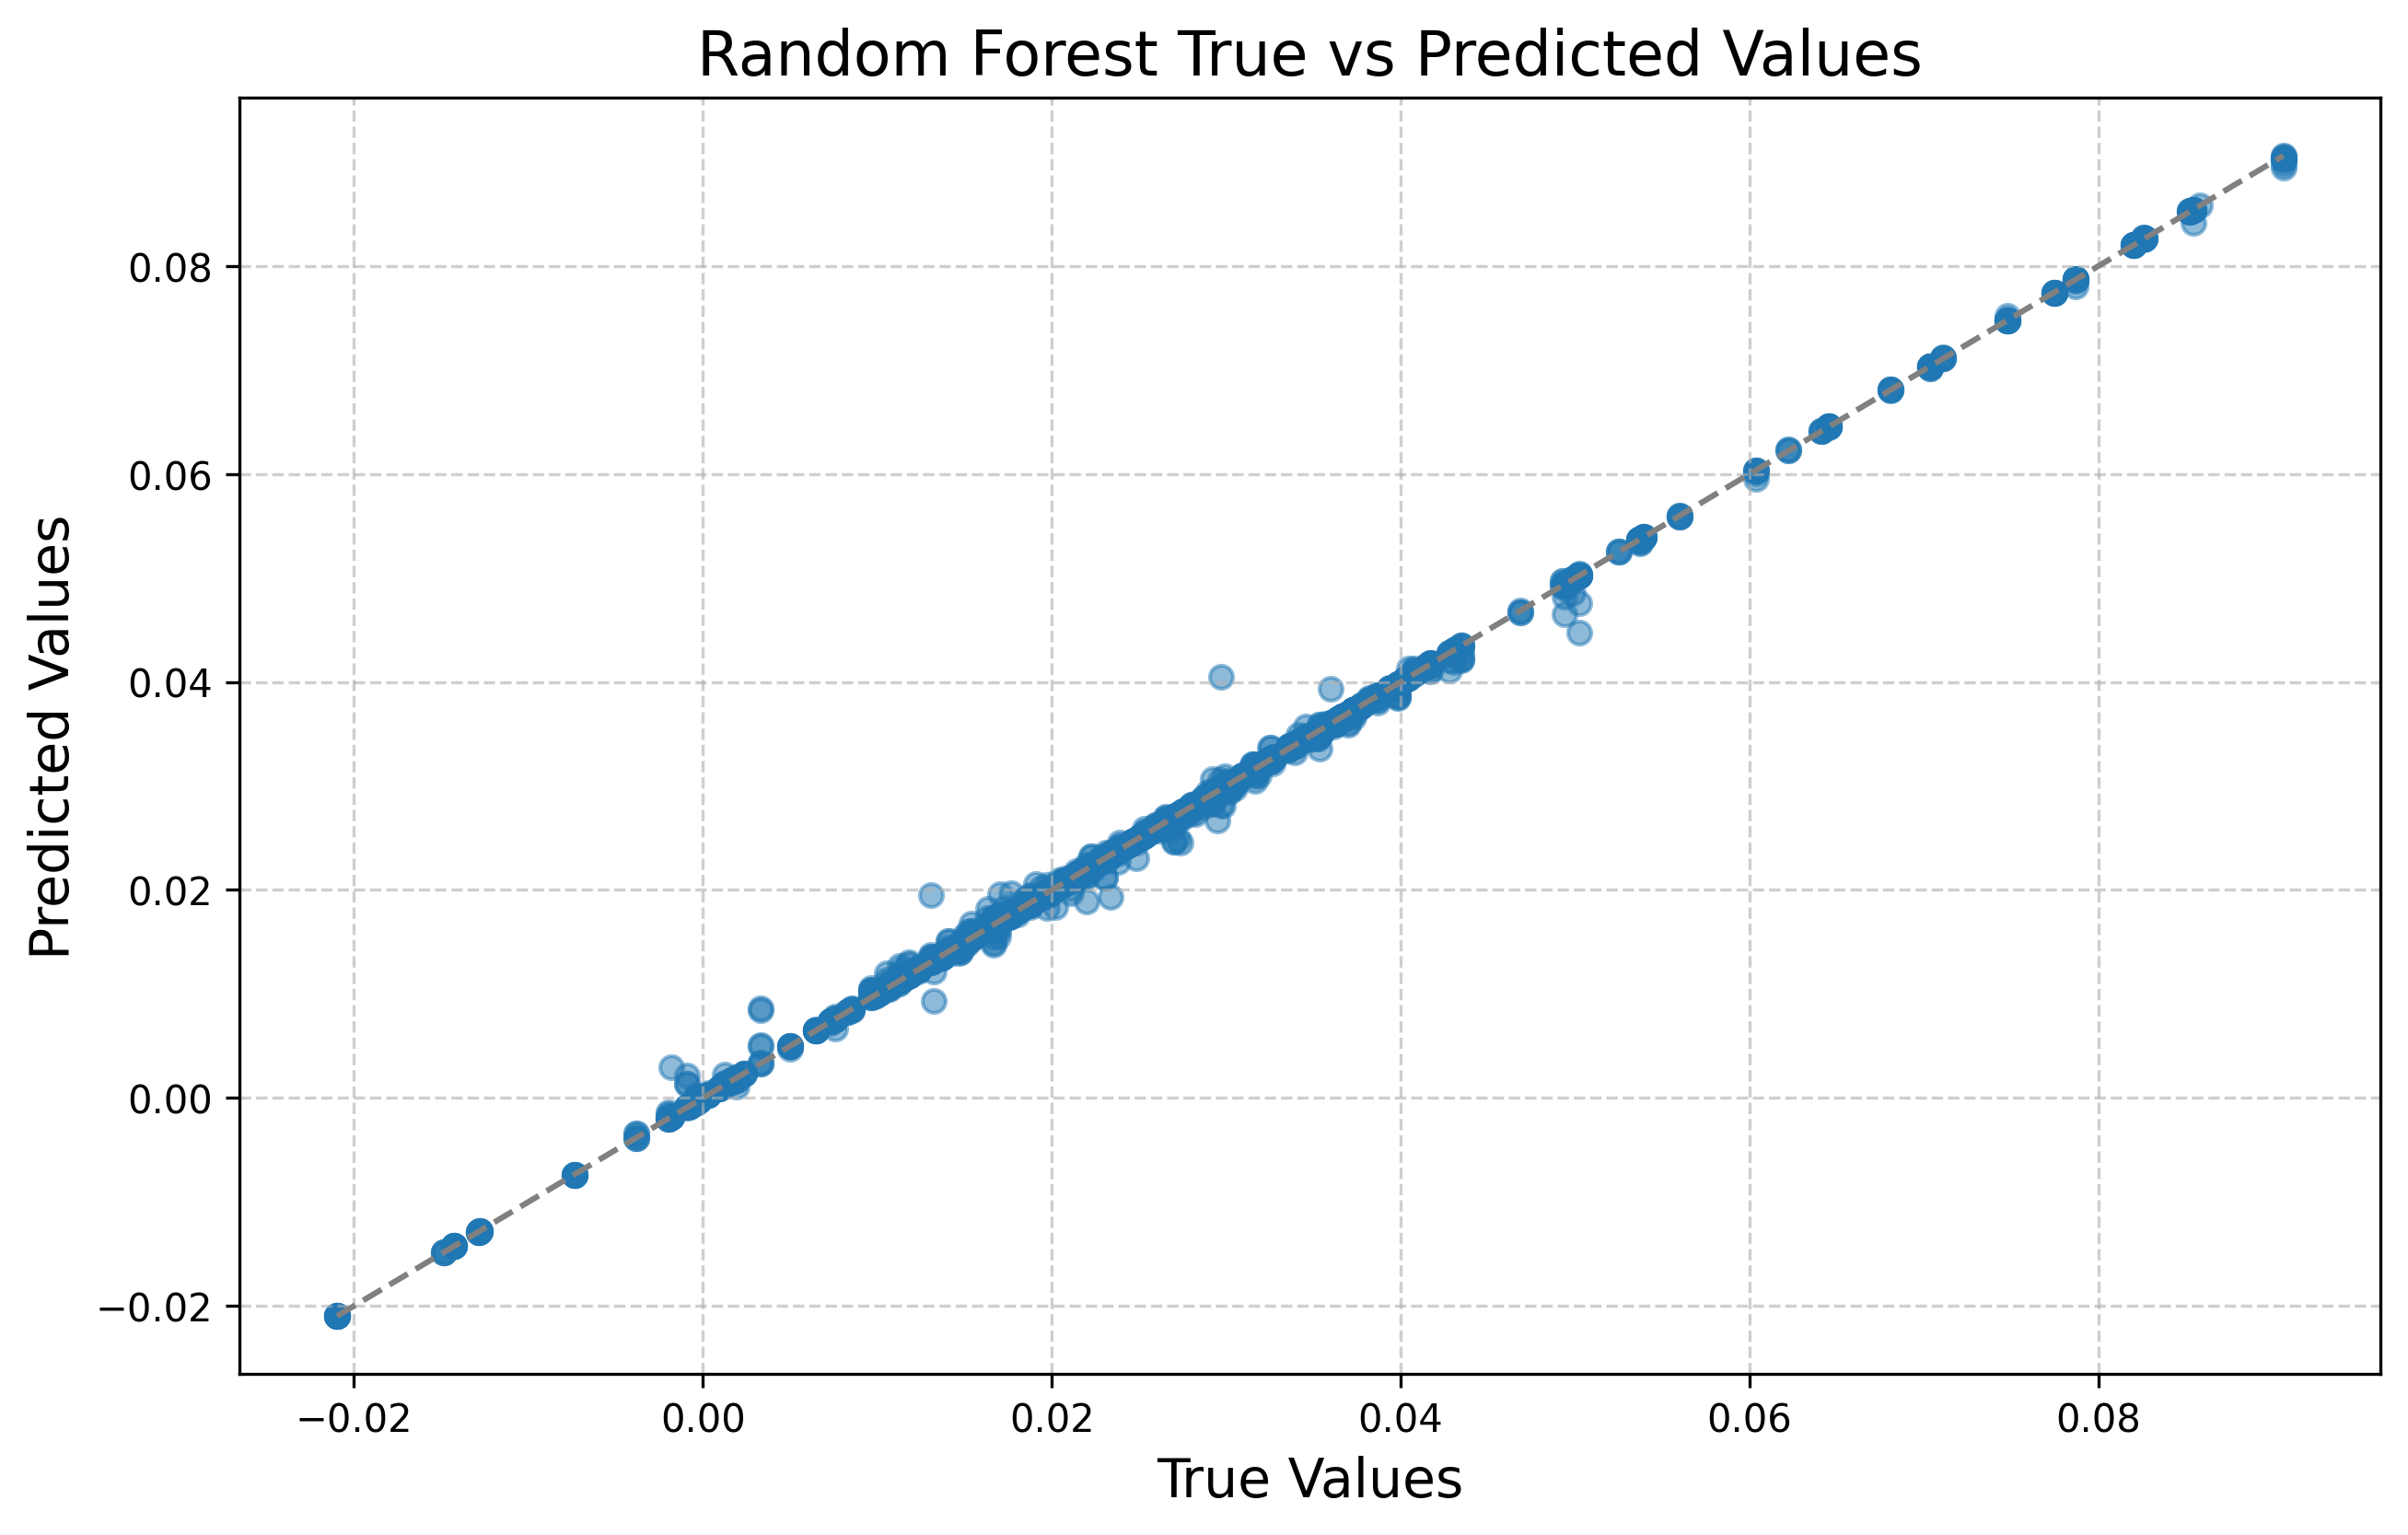 Random Forest True vs Predicted Values
Predicted Values
0.08
0.06
0.04
0.02
0.00
−0.02
−0.02 0.00 0.02 0.04 0.06 0.08
True Values